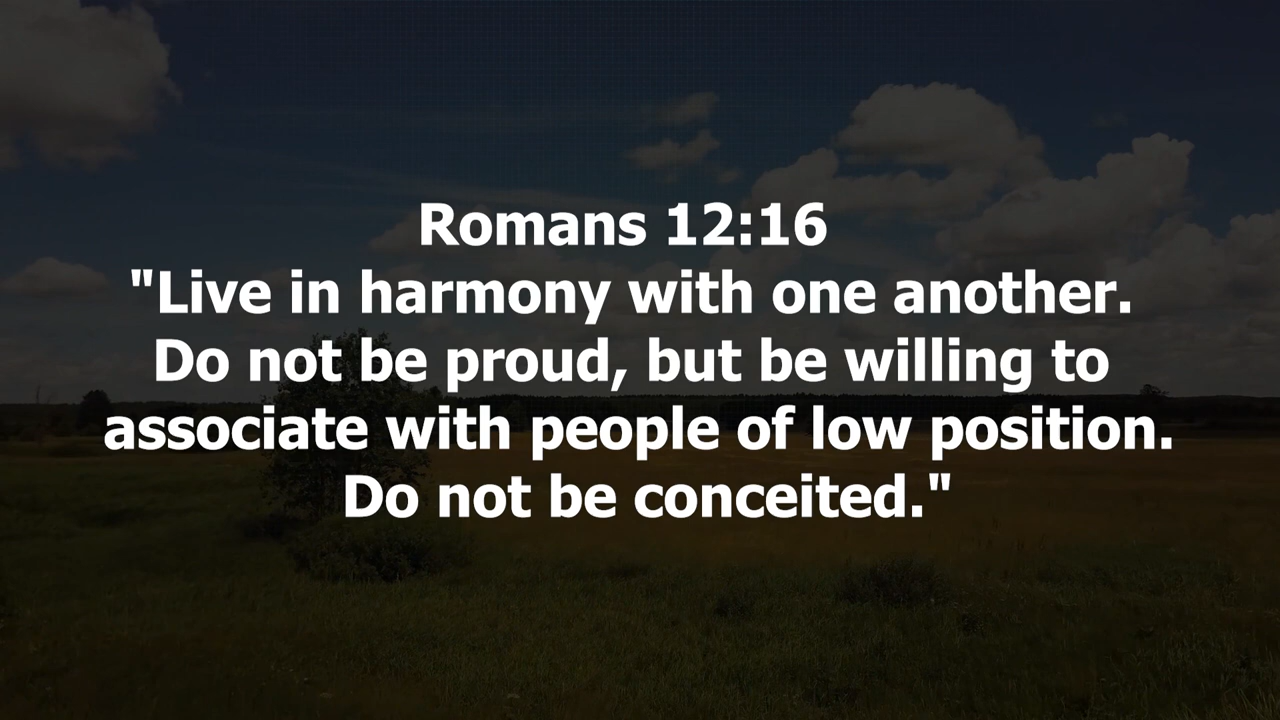 Romans 12:16
"Live in harmony with one another.
Do not be proud, but be willing to
associate with people of low position.
Do not be conceited."